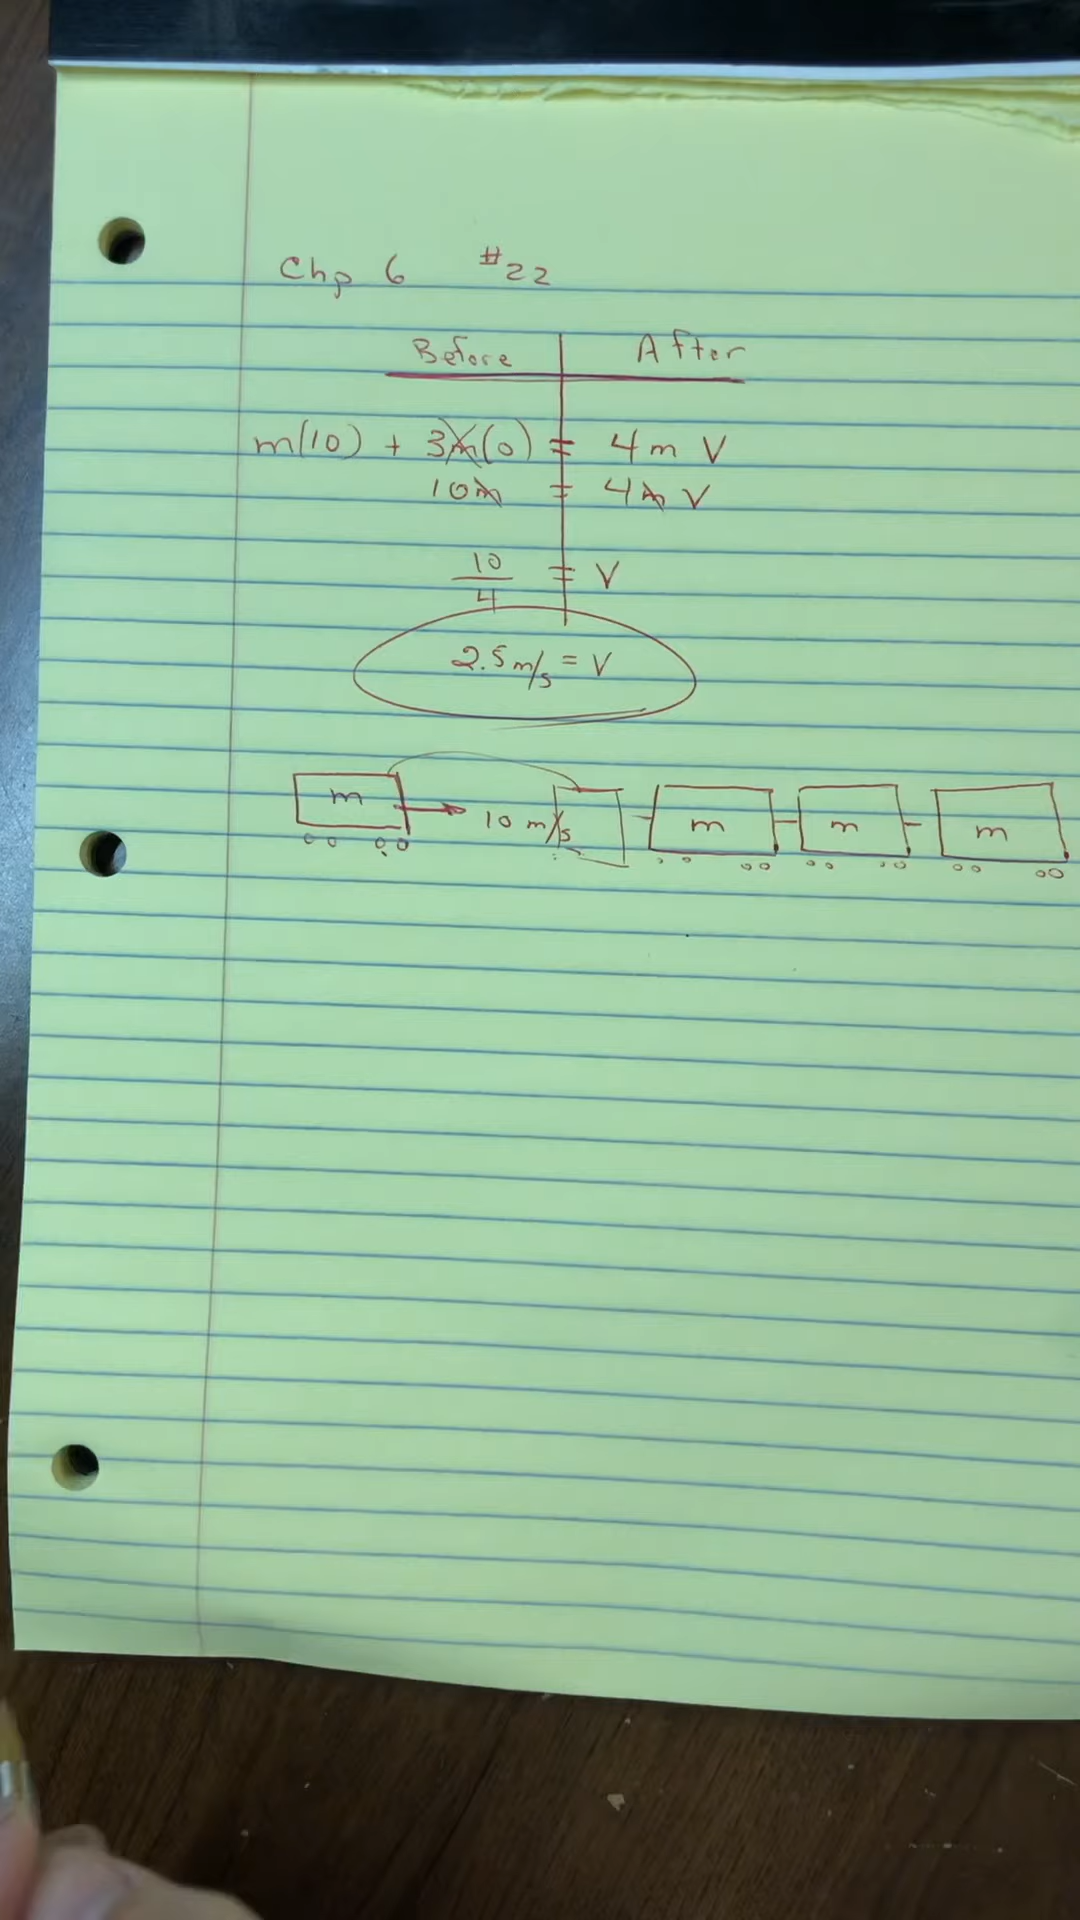 Chp 6 #22
Before After
m(10) + 3m(0) = 4m V
10m = 4m V
10/4 = V
2.5 m/s = V
m 10 m/s m m m